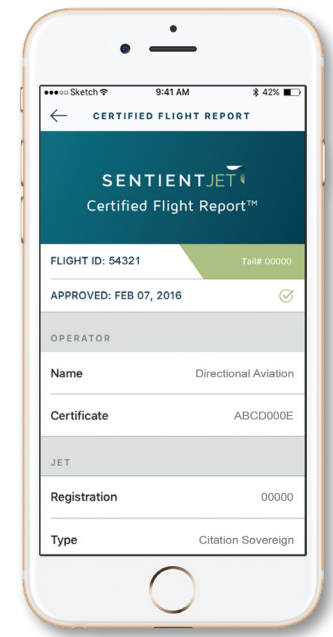 Sketch 9:41 AM 42%
CERTIFIED FLIGHT REPORT
SENTIENTJET
Certified Flight Report™
FLIGHT ID: 54321 Tail# 00000
APPROVED: FEB 07, 2016
OPERATOR
Name Directional Aviation
Certificate ABCD000E
JET
Registration 00000
Type Citation Sovereign